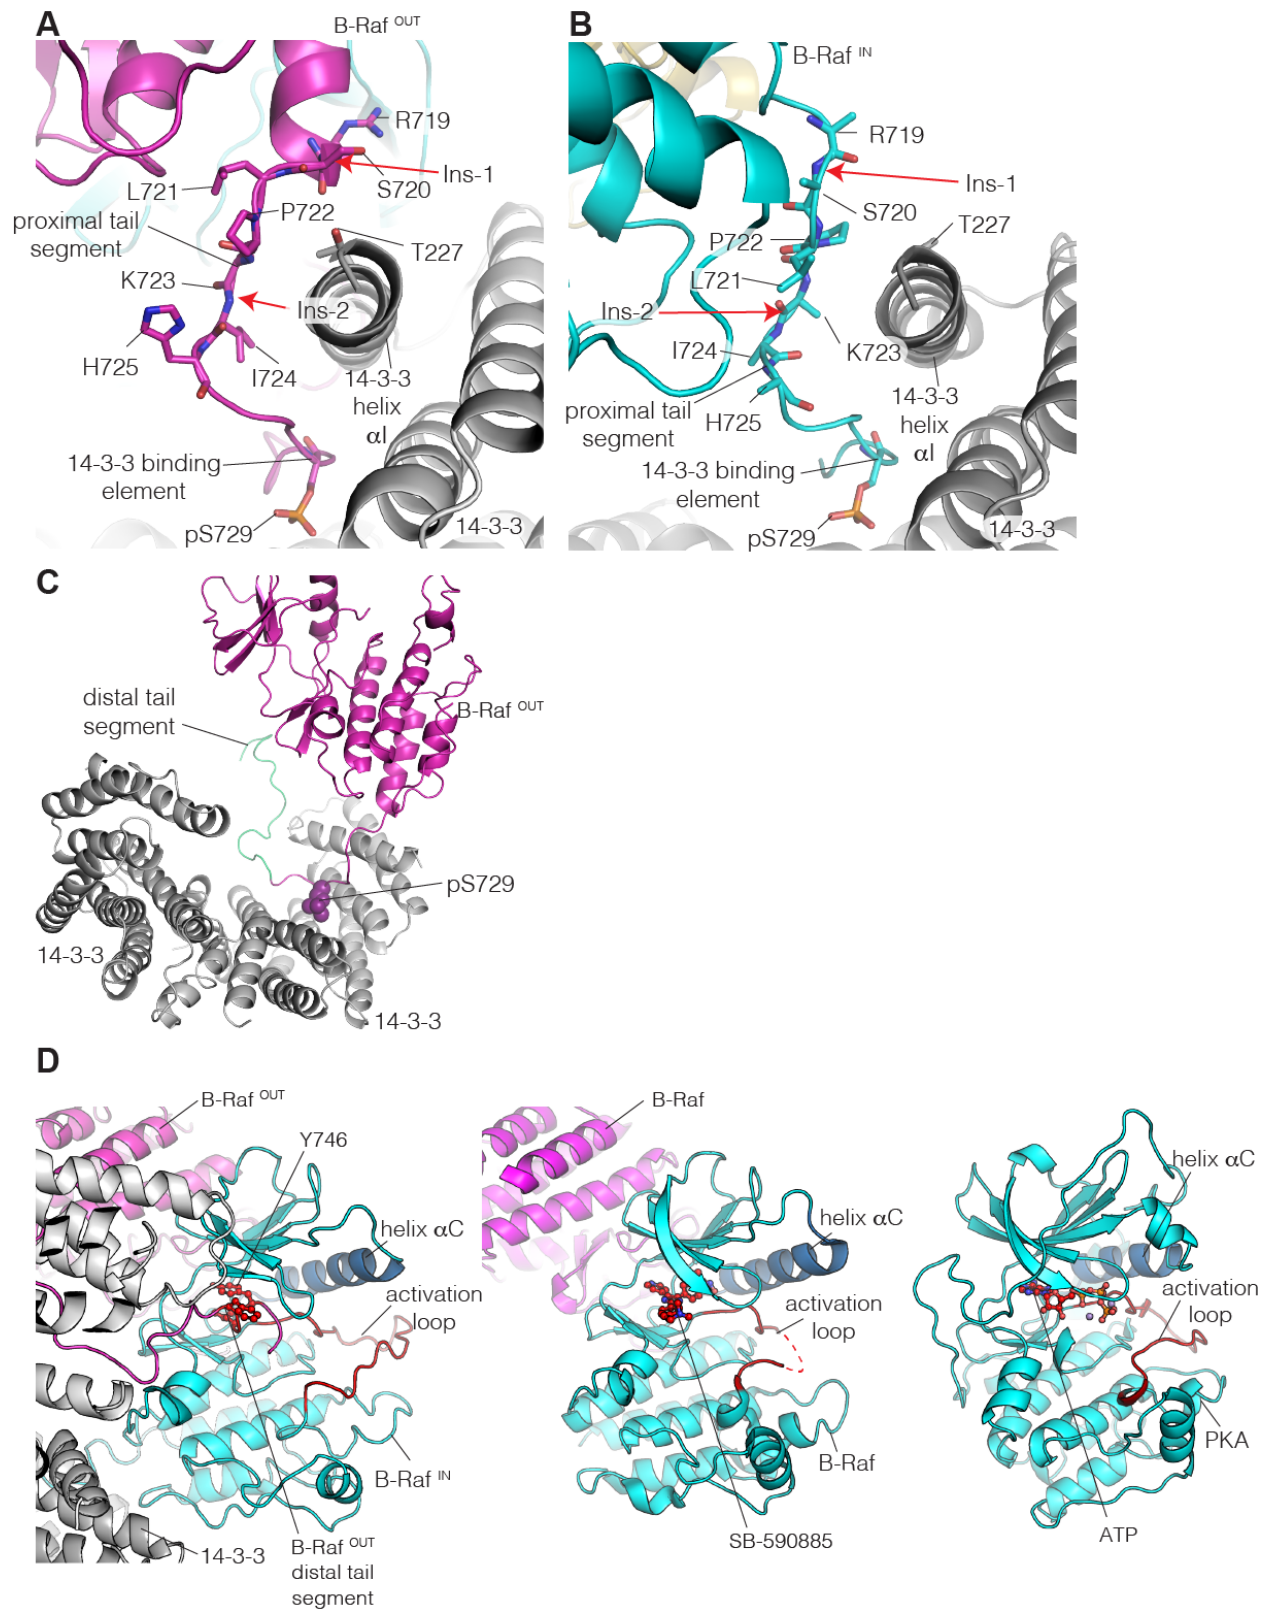 A
B-Raf OUT
R719
Ins-1
S720
L721
P722
proximal tail
segment
T227
K723
Ins-2
H725
I724
14-3-3
helix
αI
14-3-3 binding
element
pS729
14-3-3
B
B-Raf IN
R719
Ins-1
S720
T227
P722
L721
Ins-2
K723
I724
14-3-3
helix
αI
proximal tail
segment
H725
14-3-3 binding
element
pS729
14-3-3
C
distal tail
segment
B-Raf OUT
pS729
14-3-3
14-3-3
D
B-Raf OUT
Y746
helix αC
activation
loop
B-Raf IN
14-3-3
B-Raf OUT
distal tail
segment
B-Raf
helix αC
activation
loop
B-Raf
SB-590885
helix αC
activation
loop
PKA
ATP